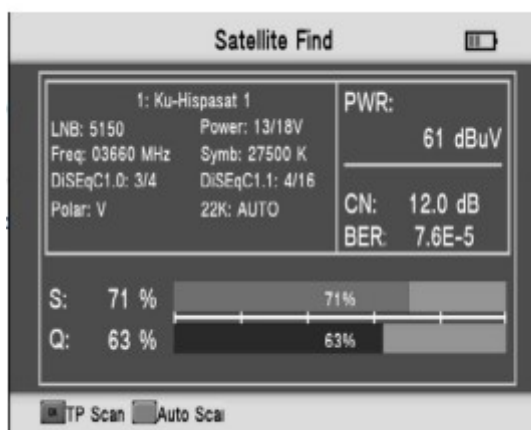 Satellite Find
1: Ku-Hispasat 1
LNB: 5150 Power: 13/18V
Freq: 03660 MHz Symb: 27500 K
DiSEqC1.0: 3/4 DiSEqC1.1: 4/16
Polar: V 22K: AUTO
PWR:
61 dBuV
CN: 12.0 dB
BER: 7.6E-5
S: 71 % 71%
Q: 63 % 63%
TP Scan Auto Scai